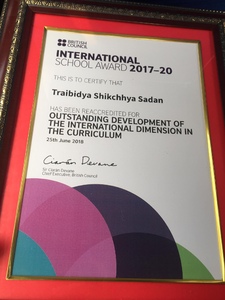 BRITISH
COUNCIL
INTERNATIONAL
SCHOOL AWARD 2017–20
THIS IS TO CERTIFY THAT
Traibidya Shikchhya Sadan
HAS BEEN REACCREDITED FOR
OUTSTANDING DEVELOPMENT OF
THE INTERNATIONAL DIMENSION IN
THE CURRICULUM
25th June 2018
Ciarán Devane
Sir Ciarán Devane
Chief Executive, British Council